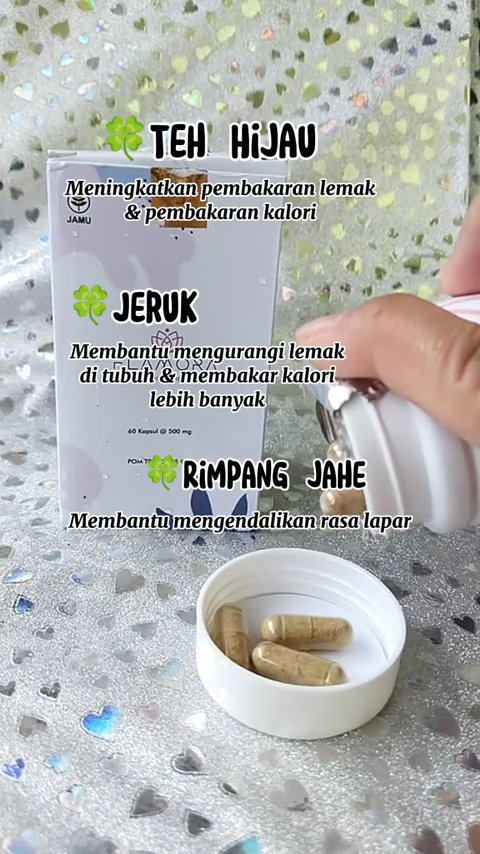 TEH HiJAU
Meningkatkan pembakaran lemak
& pembakaran kalori
JAMU
JERUK
Membantu mengurangi lemak
di tubuh & membakar kalori
lebih banyak
60 Kapsul @ 500 mg
RiMPANG JAHE
Membantu mengendalikan rasa lapar